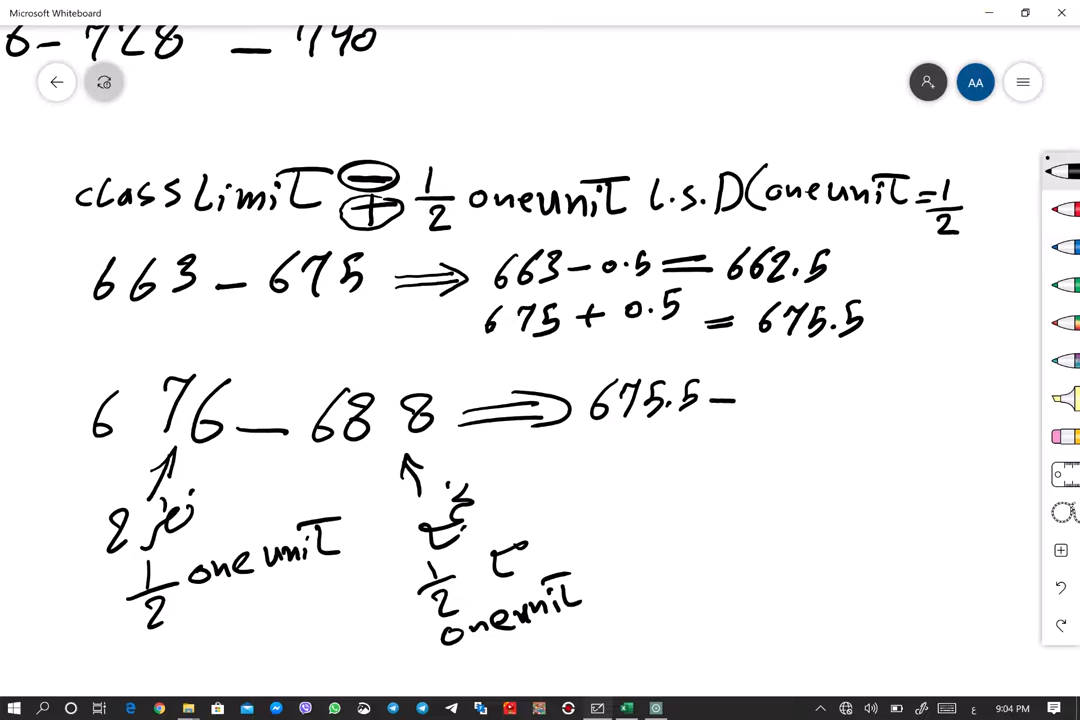 Microsoft Whiteboard
6 - 728 - 740
AA
class Limit - + 1/2 one unit L.S.D (one unit = 1/2
663 - 675 ⇒ 663 - 0.5 = 662.5
675 + 0.5 = 675.5
676 - 688 ⇒ 675.5 -
1/2 one unit
1/2
one unit
9:04 PM